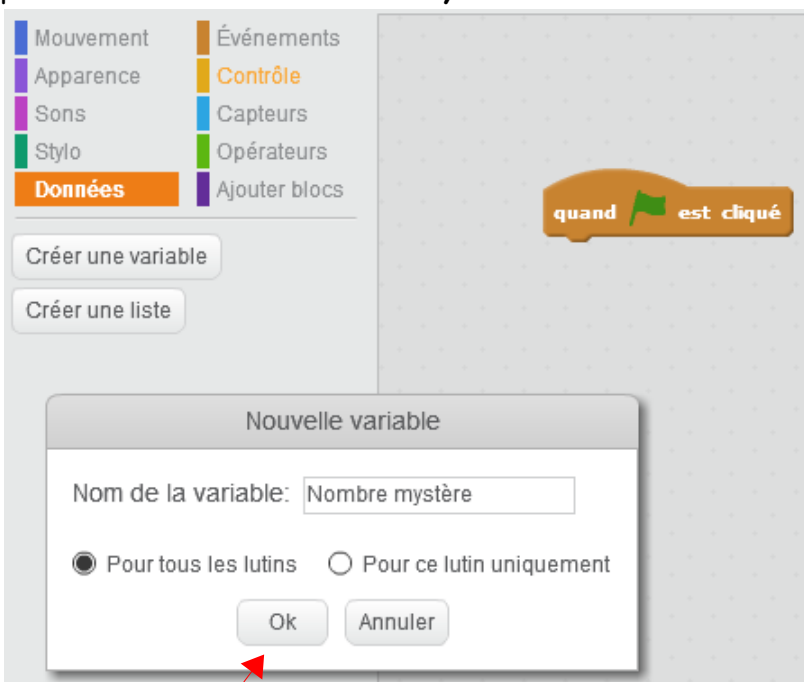 Mouvement
Événements
Apparence
Contrôle
Sons
Capteurs
Stylo
Opérateurs
Données
Ajouter blocs
quand est cliqué
Créer une variable
Créer une liste
Nouvelle variable
Nom de la variable: Nombre mystère
Pour tous les lutins Pour ce lutin uniquement
Ok Annuler